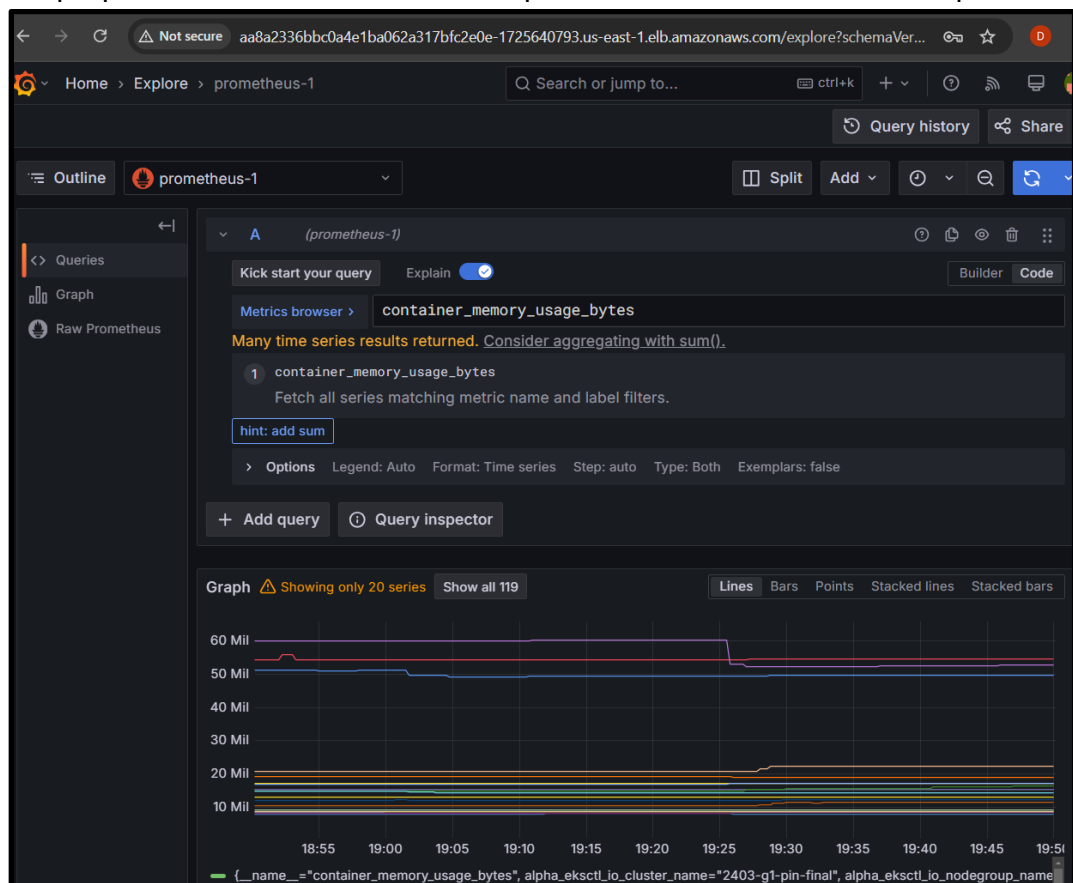 Not secure aa8a2336bbc0a4e1ba062a317bfc2e0e-1725640793.us-east-1.elb.amazonaws.com/explore?schemaVer... D
Home › Explore › prometheus-1 Search or jump to... ctrl+k
Query history Share
Outline prometheus-1 Split Add
A (prometheus-1)
Queries
Graph
Raw Prometheus
Kick start your query Explain Builder Code
Metrics browser > container_memory_usage_bytes
Many time series results returned. Consider aggregating with sum().
1 container_memory_usage_bytes
Fetch all series matching metric name and label filters.
hint: add sum
> Options Legend: Auto Format: Time series Step: auto Type: Both Exemplars: false
+ Add query Query inspector
Graph Showing only 20 series Show all 119 Lines Bars Points Stacked lines Stacked bars
60 Mil
50 Mil
40 Mil
30 Mil
20 Mil
10 Mil
18:55 19:00 19:05 19:10 19:15 19:20 19:25 19:30 19:35 19:40 19:45 19:50
{__name__="container_memory_usage_bytes", alpha_eksctl_io_cluster_name="2403-g1-pin-final", alpha_eksctl_io_nodegroup_name